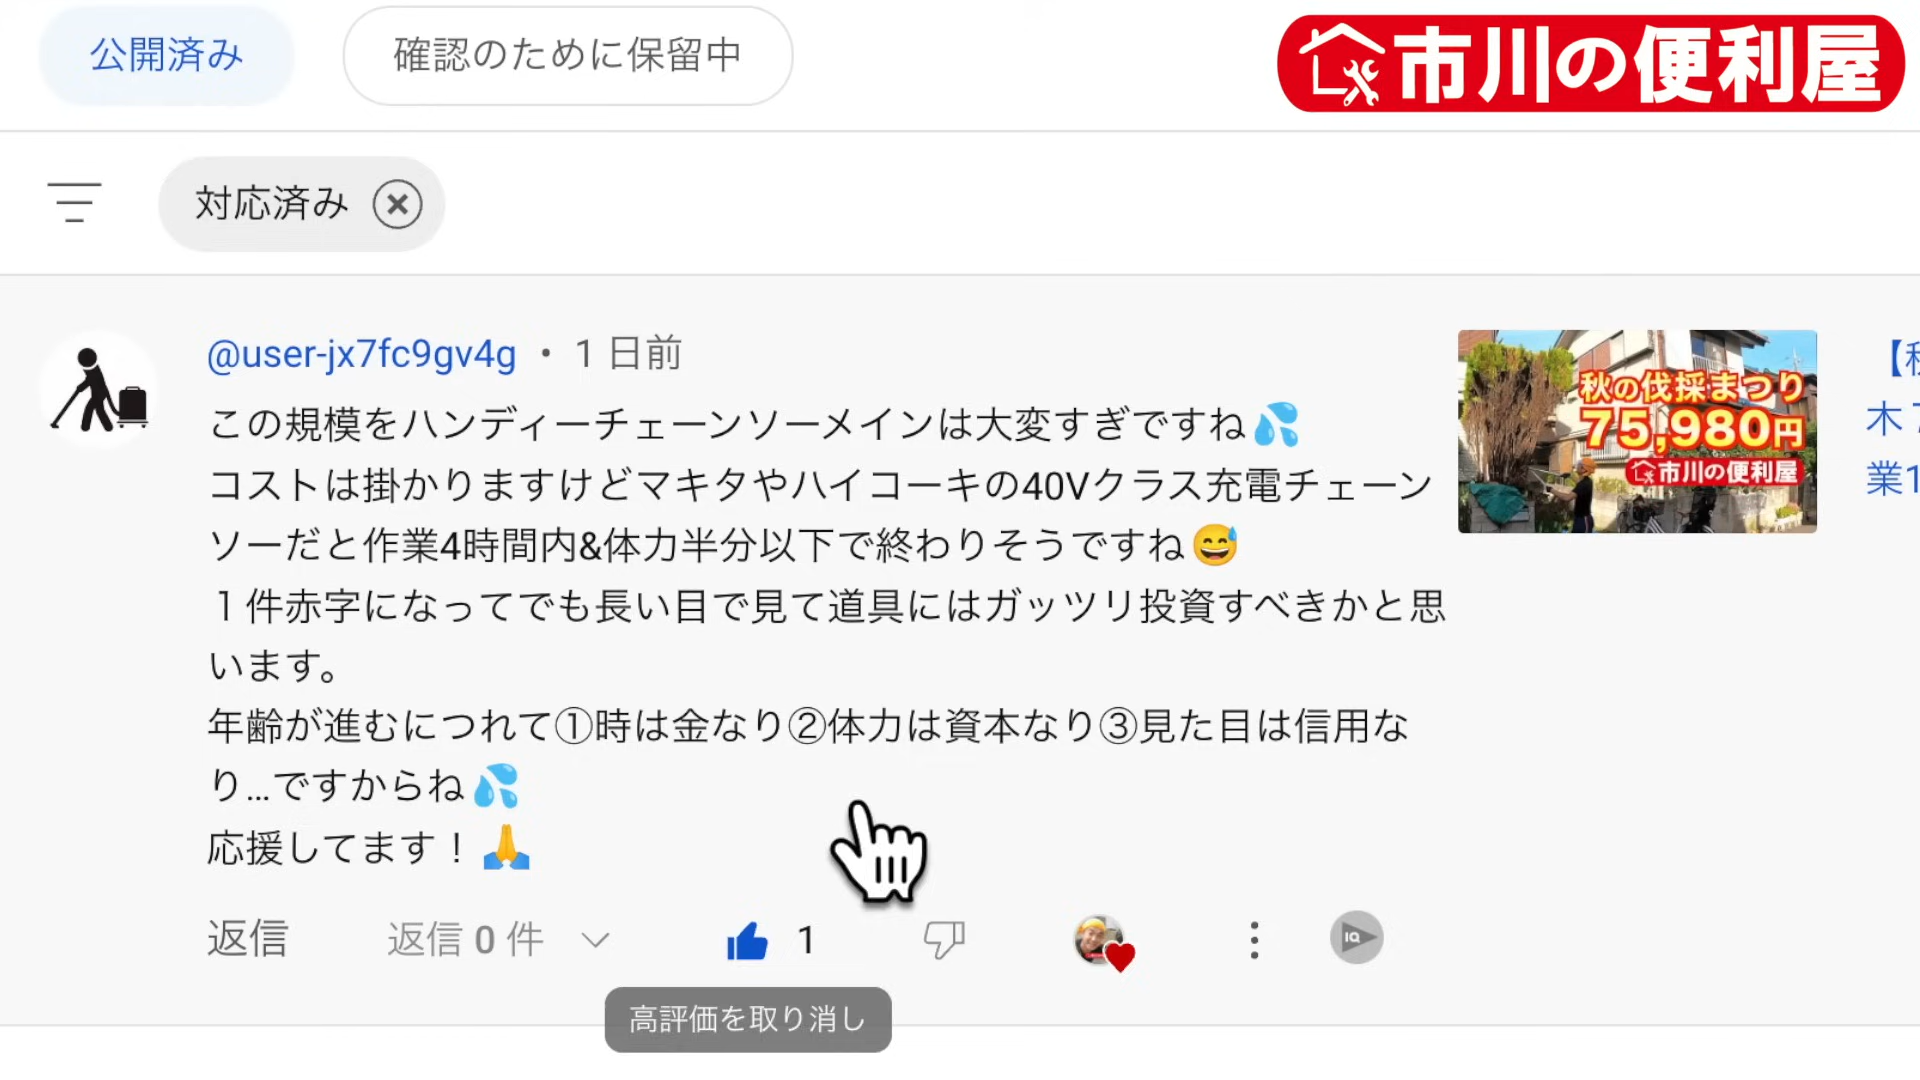 公開済み
確認のために保留中
市川の便利屋
対応済み
@user-jx7fc9gv4g • 1 日前
この規模をハンディーチェーンソーメインは大変すぎですね💦
コストは掛かりますけどマキタやハイコーキの40Vクラス充電チェーン
ソーだと作業4時間内&体力半分以下で終わりそうですね😅
１件赤字になってでも長い目で見て道具にはガッツリ投資すべきかと思
います。
年齢が進むにつれて①時は金なり②体力は資本なり③見た目は信用な
り...ですからね💦
応援してます！🙏
秋の伐採まつり
75,980円
市川の便利屋
木
業1
返信
返信 0 件
1
IQ
高評価を取り消し